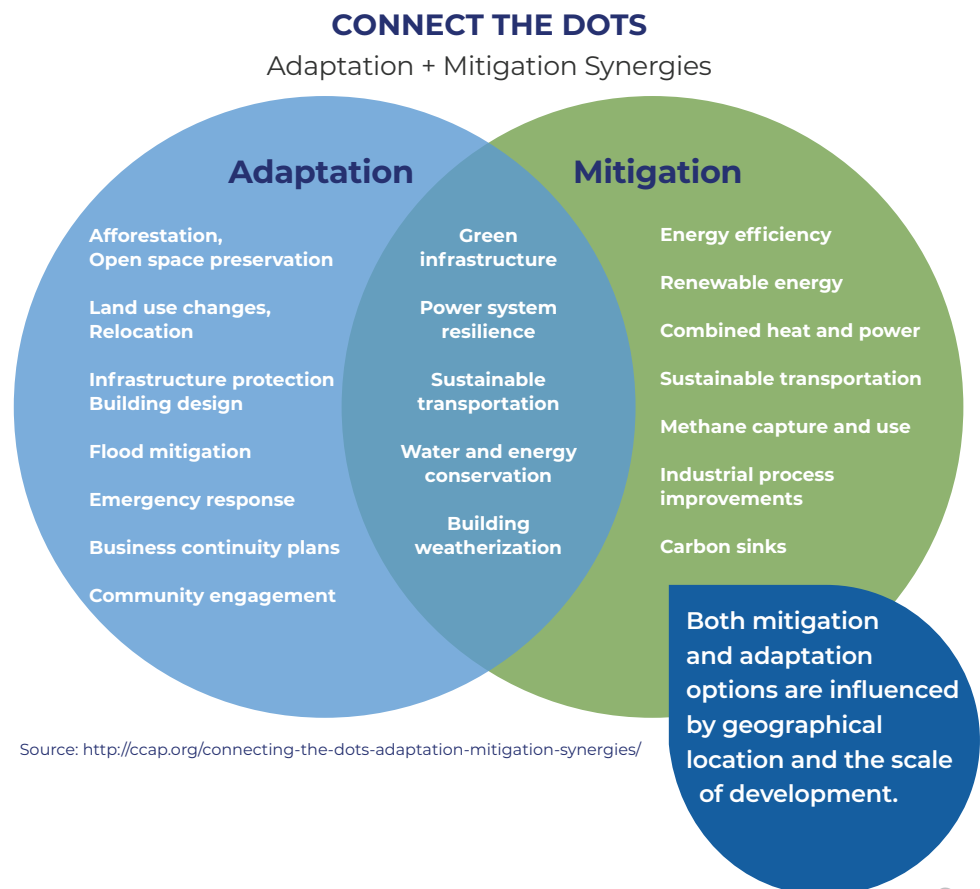 CONNECT THE DOTS
Adaptation + Mitigation Synergies
Adaptation
Afforestation,
Open space preservation
Land use changes,
Relocation
Infrastructure protection
Building design
Flood mitigation
Emergency response
Business continuity plans
Community engagement
Green
infrastructure
Power system
resilience
Sustainable
transportation
Water and energy
conservation
Building
weatherization
Mitigation
Energy efficiency
Renewable energy
Combined heat and power
Sustainable transportation
Methane capture and use
Industrial process
improvements
Carbon sinks
Both mitigation
and adaptation
options are influenced
by geographical
location and the scale
of development.
Source: http://ccap.org/connecting-the-dots-adaptation-mitigation-synergies/